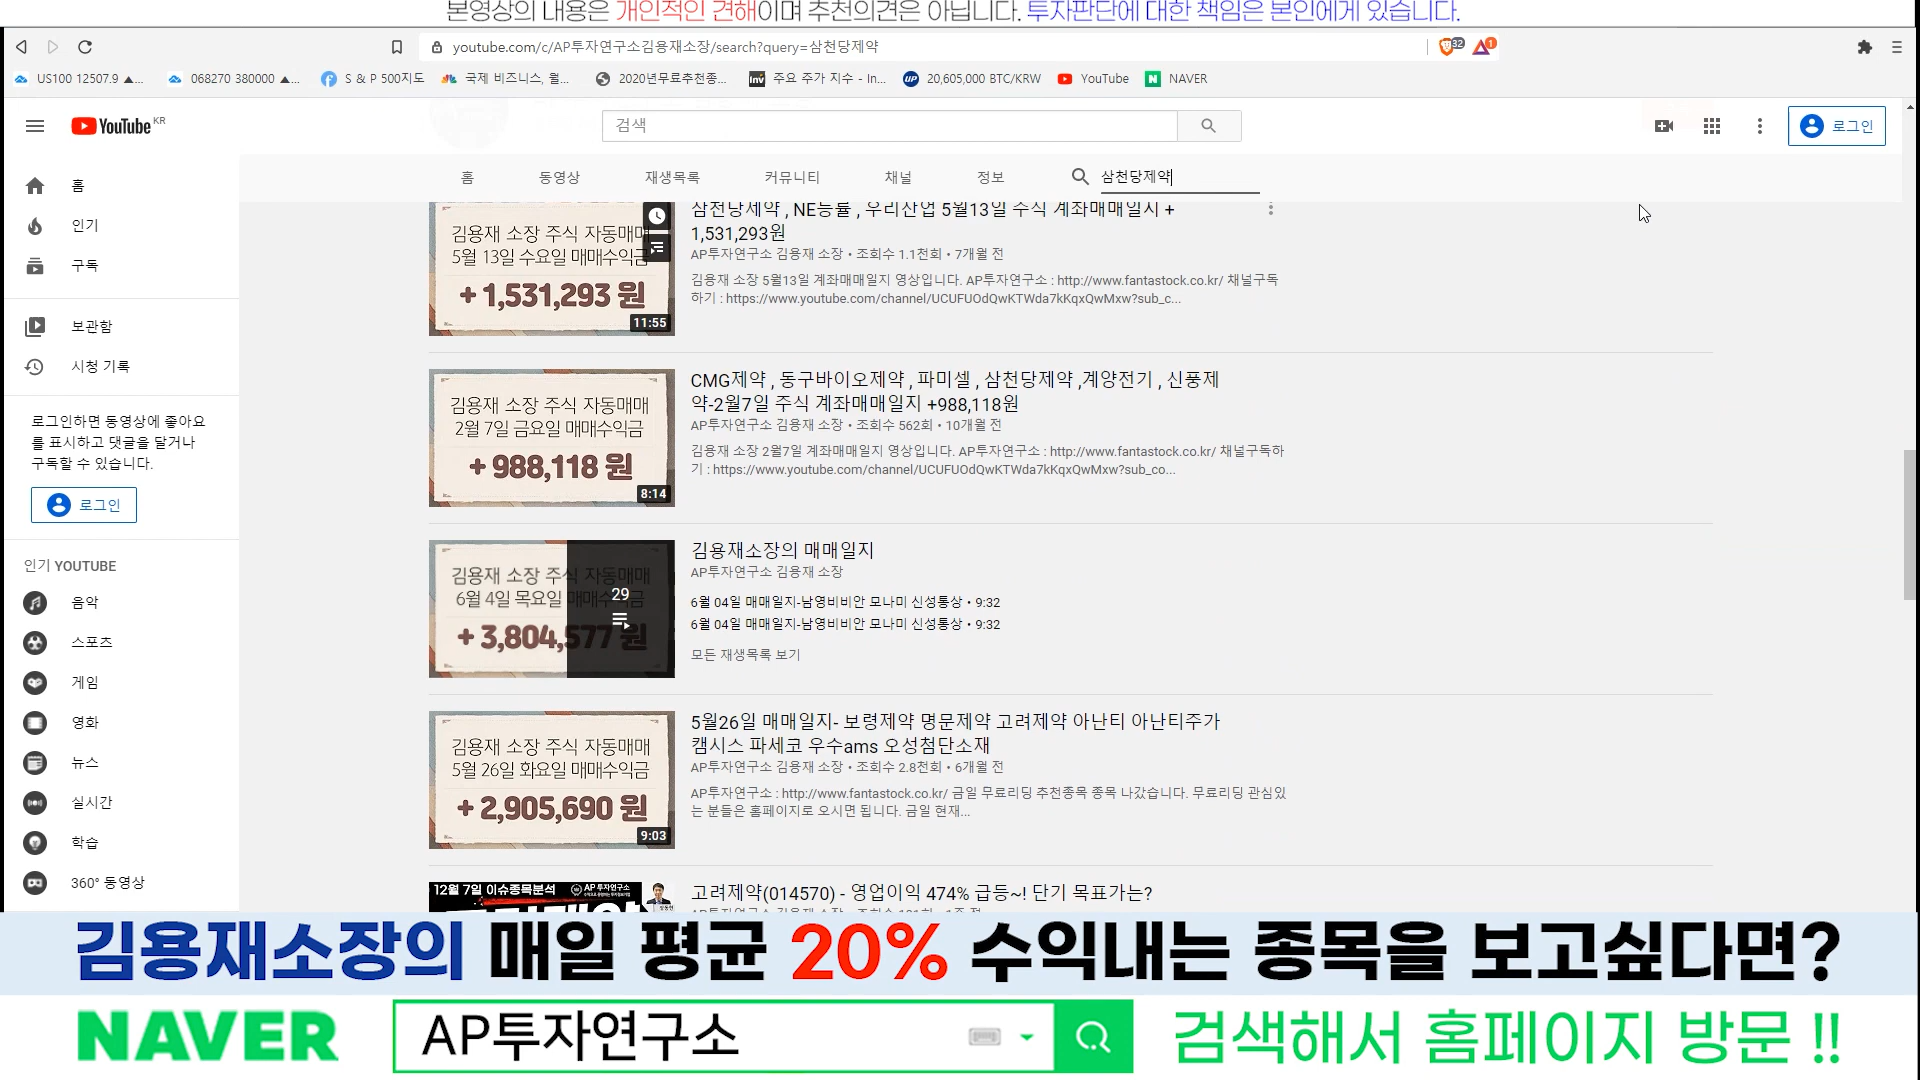 본영상의 내용은 개인적인 견해이며 추천의견은 아닙니다. 투자판단에 대한 책임은 본인에게 있습니다.
youtube.com/c/AP투자연구소김용재소장/search?query=삼천당제약
32
1
US100 12507.9 ▲...
068270 380000 ▲...
S & P 500지도
국제 비즈니스, 월...
2020년무료추천종...
Inv
주요 주가 지수 - In...
UP
20,605,000 BTC/KRW
YouTube
N
NAVER
YouTube KR
검색
로그인
홈
동영상
재생목록
커뮤니티
채널
정보
삼천당제약
홈
인기
구독
보관함
시청 기록
로그인하면 동영상에 좋아요
를 표시하고 댓글을 달거나
구독할 수 있습니다.
로그인
인기 YOUTUBE
음악
스포츠
게임
영화
뉴스
실시간
학습
360° 동영상
김용재 소장 주식 자동매매
5월 13일 수요일 매매수익금
+ 1,531,293 원
11:55
삼천당제약 , NE능률 , 우리산업 5월13일 주식 계좌매매일지 +
1,531,293원
AP투자연구소 김용재 소장 • 조회수 1.1천회 • 7개월 전
김용재 소장 5월13일 계좌매매일지 영상입니다. AP투자연구소 : http://www.fantastock.co.kr/ 채널구독
하기 : https://www.youtube.com/channel/UCUFUOdQwKTWda7kKqxQwMxw?sub_c...
김용재 소장 주식 자동매매
2월 7일 금요일 매매수익금
+ 988,118 원
8:14
CMG제약 , 동구바이오제약 , 파미셀 , 삼천당제약 ,계양전기 , 신풍제
약-2월7일 주식 계좌매매일지 +988,118원
AP투자연구소 김용재 소장 • 조회수 562회 • 10개월 전
김용재 소장 2월7일 계좌매매일지 영상입니다. AP투자연구소 : http://www.fantastock.co.kr/ 채널구독하
기 : https://www.youtube.com/channel/UCUFUOdQwKTWda7kKqxQwMxw?sub_co...
김용재 소장 주식 자동매매
6월 4일 목요일 매매수익금
+ 3,804,577 원
29
김용재소장의 매매일지
AP투자연구소 김용재 소장
6월 04일 매매일지-남영비비안 모나미 신성통상 • 9:32
6월 04일 매매일지-남영비비안 모나미 신성통상 • 9:32
모든 재생목록 보기
김용재 소장 주식 자동매매
5월 26일 화요일 매매수익금
+ 2,905,690 원
9:03
5월26일 매매일지- 보령제약 명문제약 고려제약 아난티 아난티주가
캠시스 파세코 우수ams 오성첨단소재
AP투자연구소 김용재 소장 • 조회수 2.8천회 • 6개월 전
AP투자연구소 : http://www.fantastock.co.kr/ 금일 무료리딩 추천종목 종목 나갔습니다. 무료리딩 관심있
는 분들은 홈페이지로 오시면 됩니다. 금일 현재...
12월 7일 이슈종목분석
AP 투자연구소
고려제약(014570) - 영업이익 474% 급등~! 단기 목표가는?
김용재소장의 매일 평균 20% 수익내는 종목을 보고싶다면?
NAVER
AP투자연구소
검색해서 홈페이지 방문 !!